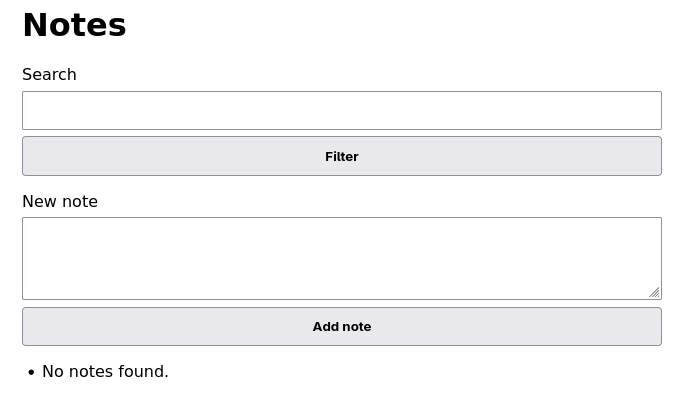 Notes
Search
Filter
New note
Add note
• No notes found.